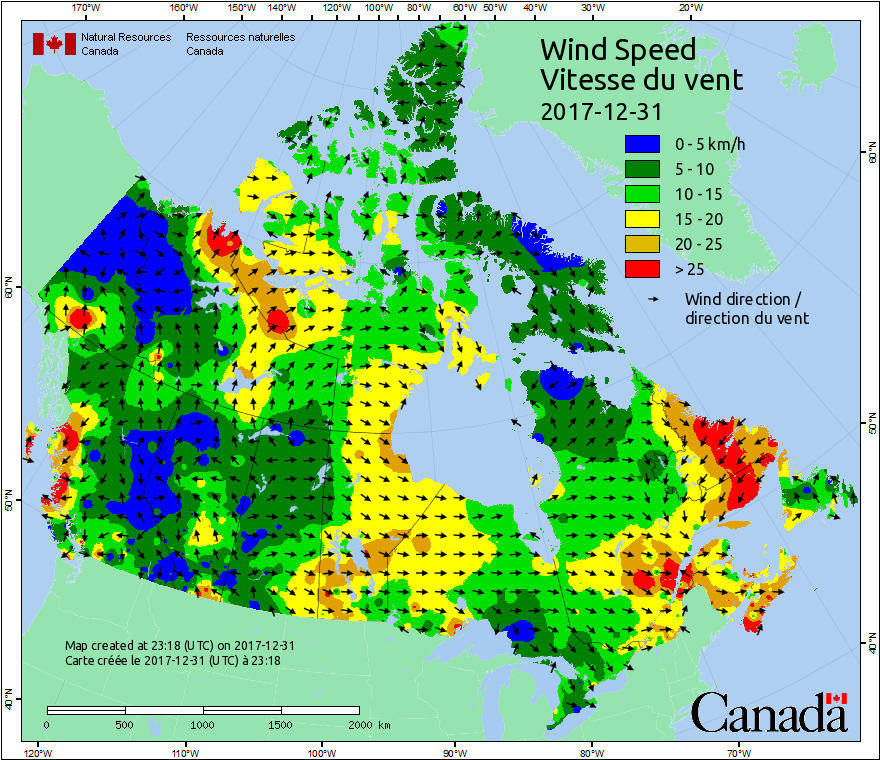 170°W 160°W 150°W 140°W 120°W 100°W 80°W 60°W 50°W 40°W 30°W 20°W
Natural Resources Ressources naturelles
Canada Canada
Wind Speed
Vitesse du vent
2017-12-31
0 - 5 km/h
5 - 10
10 - 15
15 - 20
20 - 25
> 25
Wind direction /
direction du vent
60°N 60°N
50°N 50°N
40°N 40°N
Map created at 23:18 (UTC) on 2017-12-31
Carte créée le 2017-12-31 (UTC) à 23:18
0 500 1000 1500 2000 km
Canada
120°W 110°W 100°W 90°W 80°W 70°W